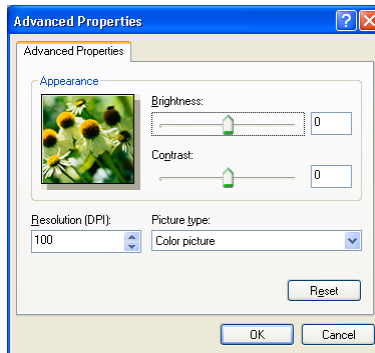 Advanced Properties
Advanced Properties
Appearance
Brightness:
0
Contrast:
0
Resolution (DPI):
100
Picture type:
Color picture
Reset
OK
Cancel